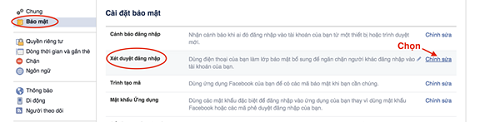 Chung
Bảo mật
Quyền riêng tư
Dòng thời gian và gắn thẻ
Chặn
Ngôn ngữ
Thông báo
Di động
Người theo dõi
Cài đặt bảo mật
Cảnh báo đăng nhập
Nhận cảnh báo khi ai đó đăng nhập vào tài khoản của bạn từ một thiết bị hoặc trình duyệt
mới.
Chỉnh sửa
Chọn
Xét duyệt đăng nhập
Dùng điện thoại của bạn làm lớp bảo mật bổ sung để ngăn chặn người khác đăng nhập vào
tài khoản của bạn.
Chỉnh sửa
Trình tạo mã
Dùng ứng dụng Facebook của bạn để có các mã bảo mật khi bạn cần chúng.
Chỉnh sửa
Mật khẩu Ứng dụng
Dùng các mật khẩu đặc biệt để đăng nhập vào ứng dụng của bạn thay vì dùng mật khẩu
Facebook hoặc các mã phê duyệt đăng nhập của bạn.
Chỉnh sửa